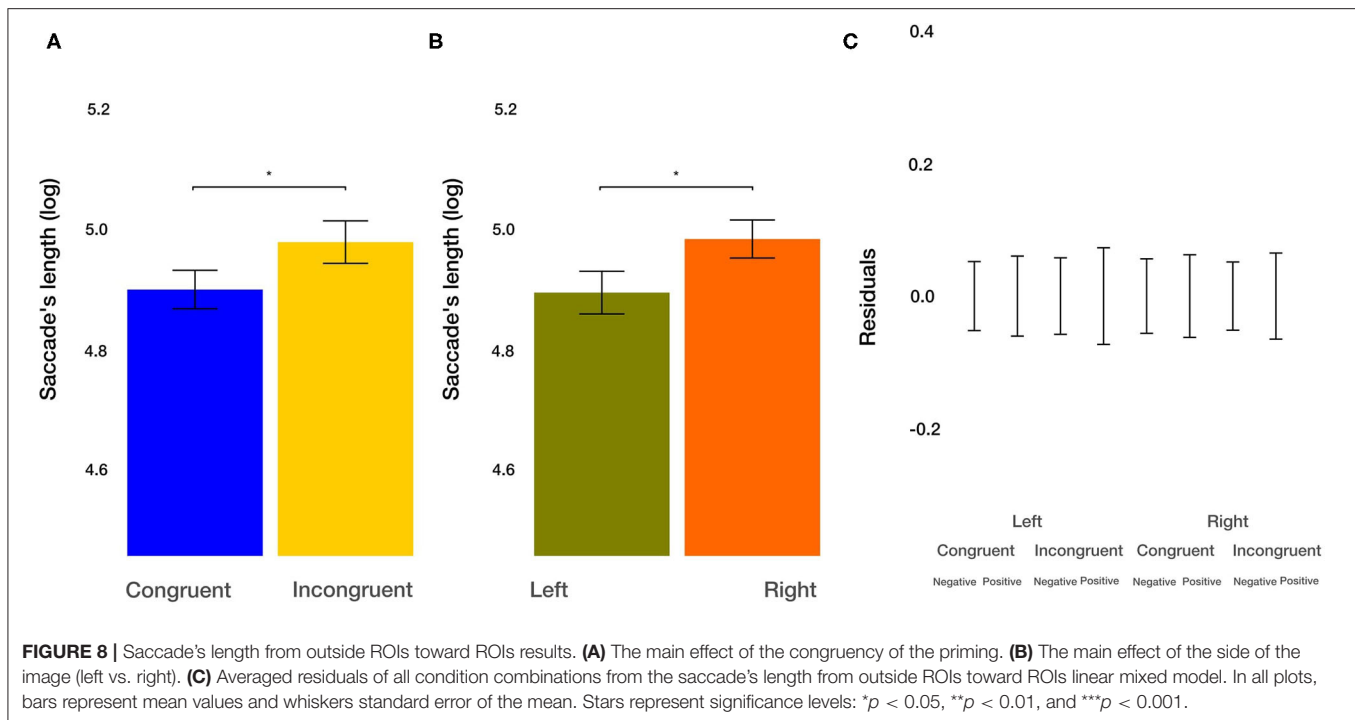 A
Saccade's length (log)
5.2
5.0
4.8
4.6
*
Congruent Incongruent
B
Saccade's length (log)
5.2
5.0
4.8
4.6
*
Left Right
C
Residuals
0.4
0.2
0.0
-0.2
Left Right
Congruent Incongruent Congruent Incongruent
Negative Positive Negative Positive Negative Positive Negative Positive
FIGURE 8 | Saccade's length from outside ROIs toward ROIs results. (A) The main effect of the congruency of the priming. (B) The main effect of the side of the
image (left vs. right). (C) Averaged residuals of all condition combinations from the saccade's length from outside ROIs toward ROIs linear mixed model. In all plots,
bars represent mean values and whiskers standard error of the mean. Stars represent significance levels: *p < 0.05, **p < 0.01, and ***p < 0.001.